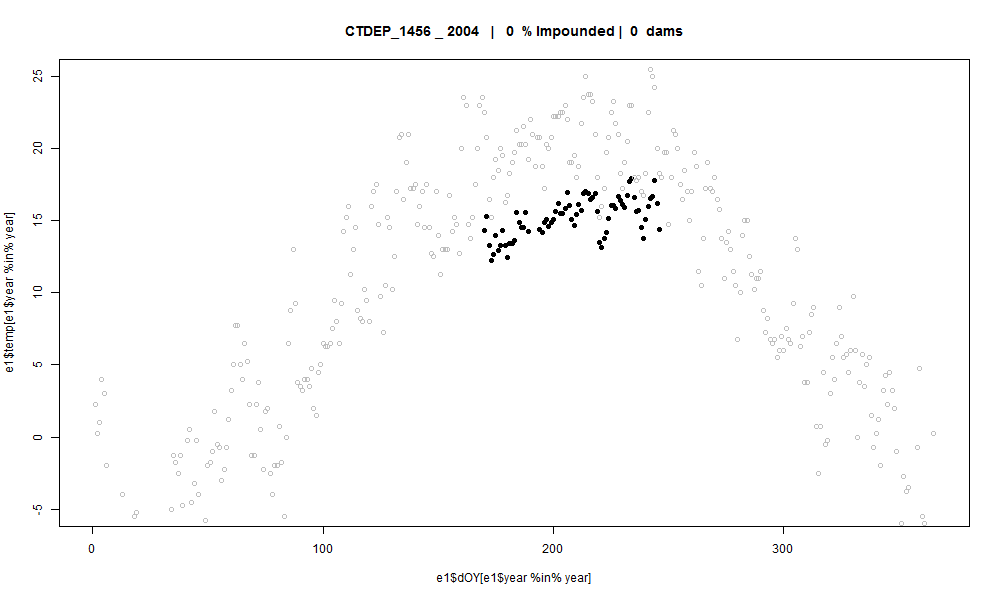 CTDEP_1456 _ 2004 | 0 % Impounded | 0 dams
25
20
15
10
5
0
-5
e1$temp[e1$year %in% year]
0 100 200 300
e1$dOY[e1$year %in% year]